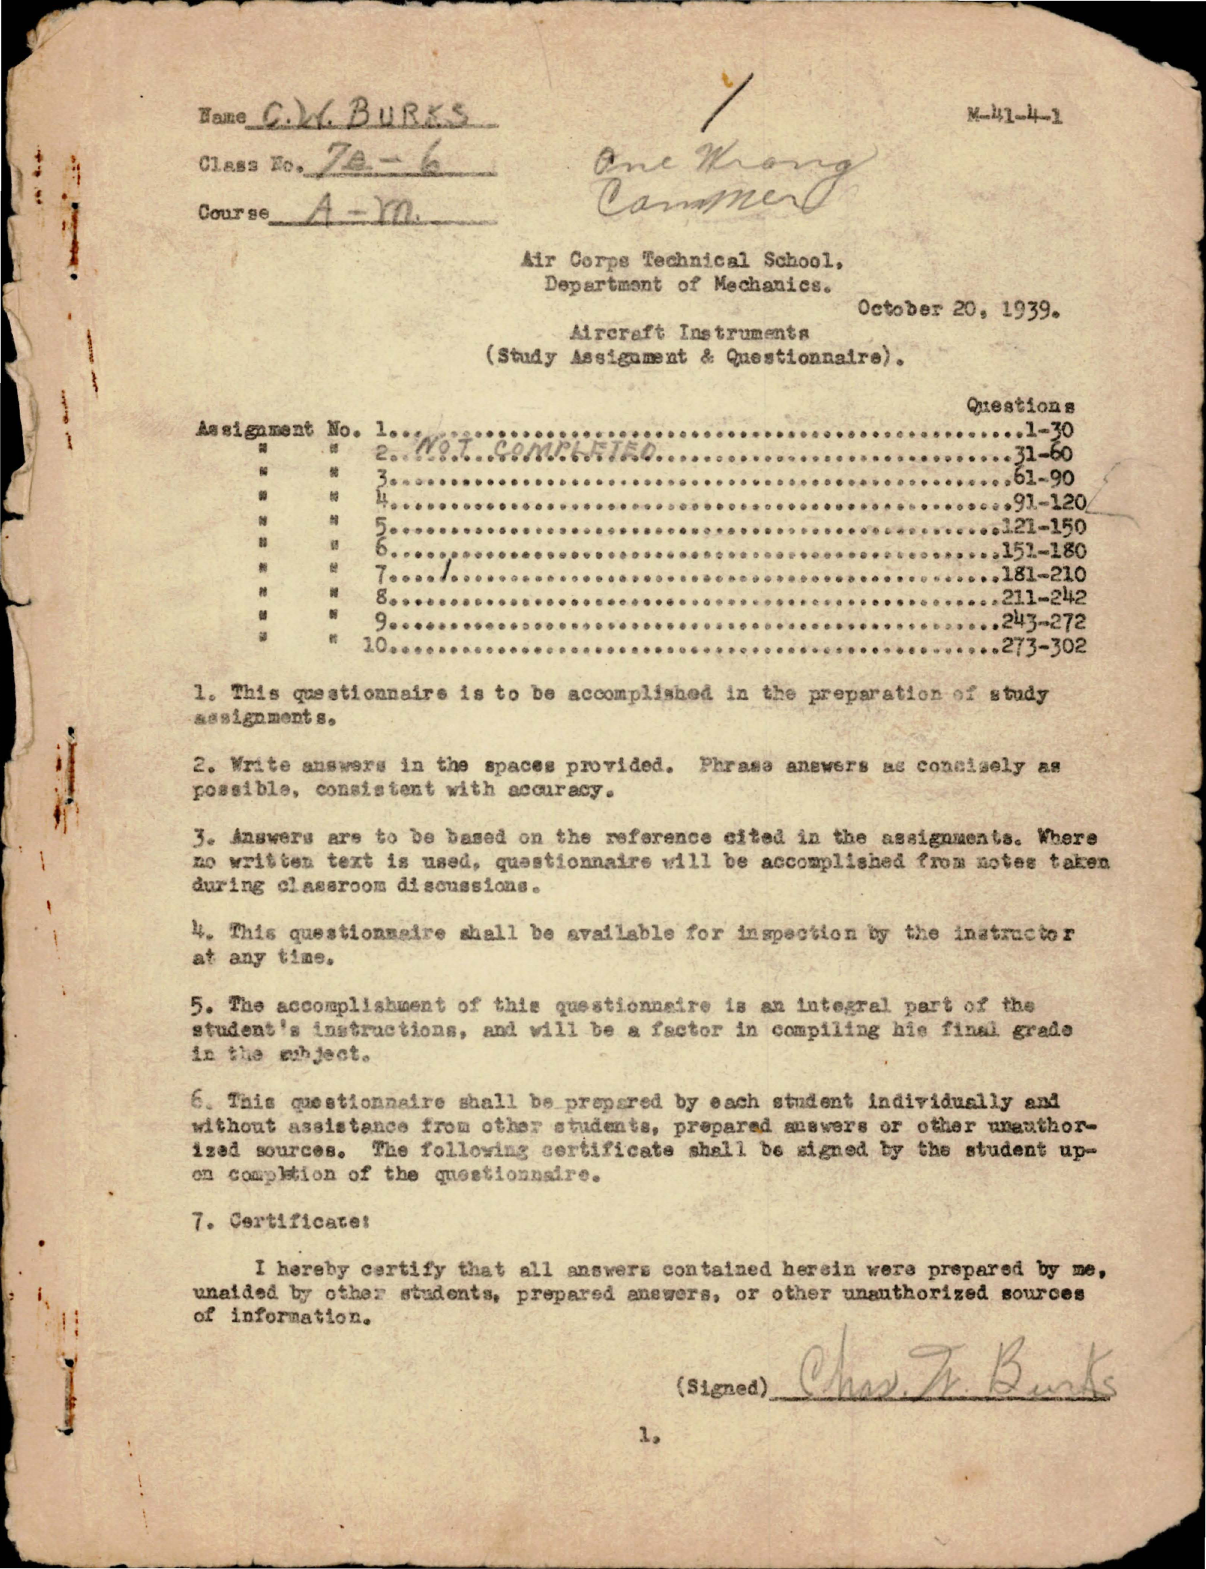 Name C.W. BURKS
M-41-4-1
Class No. 7B-6
One Wrong
Course A-M.
Air Corps Technical School,
Department of Mechanics.
October 20, 1939.
Aircraft Instruments
(Study Assignment & Questionnaire).
Questions
Assignment No. 1..........1-30
" " 2. NOT COMPLETED..........31-60
" " 3..........61-90
" " 4..........91-120
" " 5..........121-150
" " 6..........151-180
" " 7..........181-210
" " 8..........211-242
" " 9..........243-272
" " 10..........273-302
1. This questionnaire is to be accomplished in the preparation of study
assignments.
2. Write answers in the spaces provided. Phrase answers as concisely as
possible, consistent with accuracy.
3. Answers are to be based on the reference cited in the assignments. Where
no written text is used, questionnaire will be accomplished from notes taken
during classroom discussions.
4. This questionnaire shall be available for inspection by the instructor
at any time.
5. The accomplishment of this questionnaire is an integral part of the
student's instructions, and will be a factor in compiling his final grade
in the subject.
6. This questionnaire shall be prepared by each student individually and
without assistance from other students, prepared answers or other unauthor-
ized sources. The following certificate shall be signed by the student up-
on completion of the questionnaire.
7. Certificate:
I hereby certify that all answers contained herein were prepared by me,
unaided by other students, prepared answers, or other unauthorized sources
of information.
(Signed) Chas. W. Burks
1.